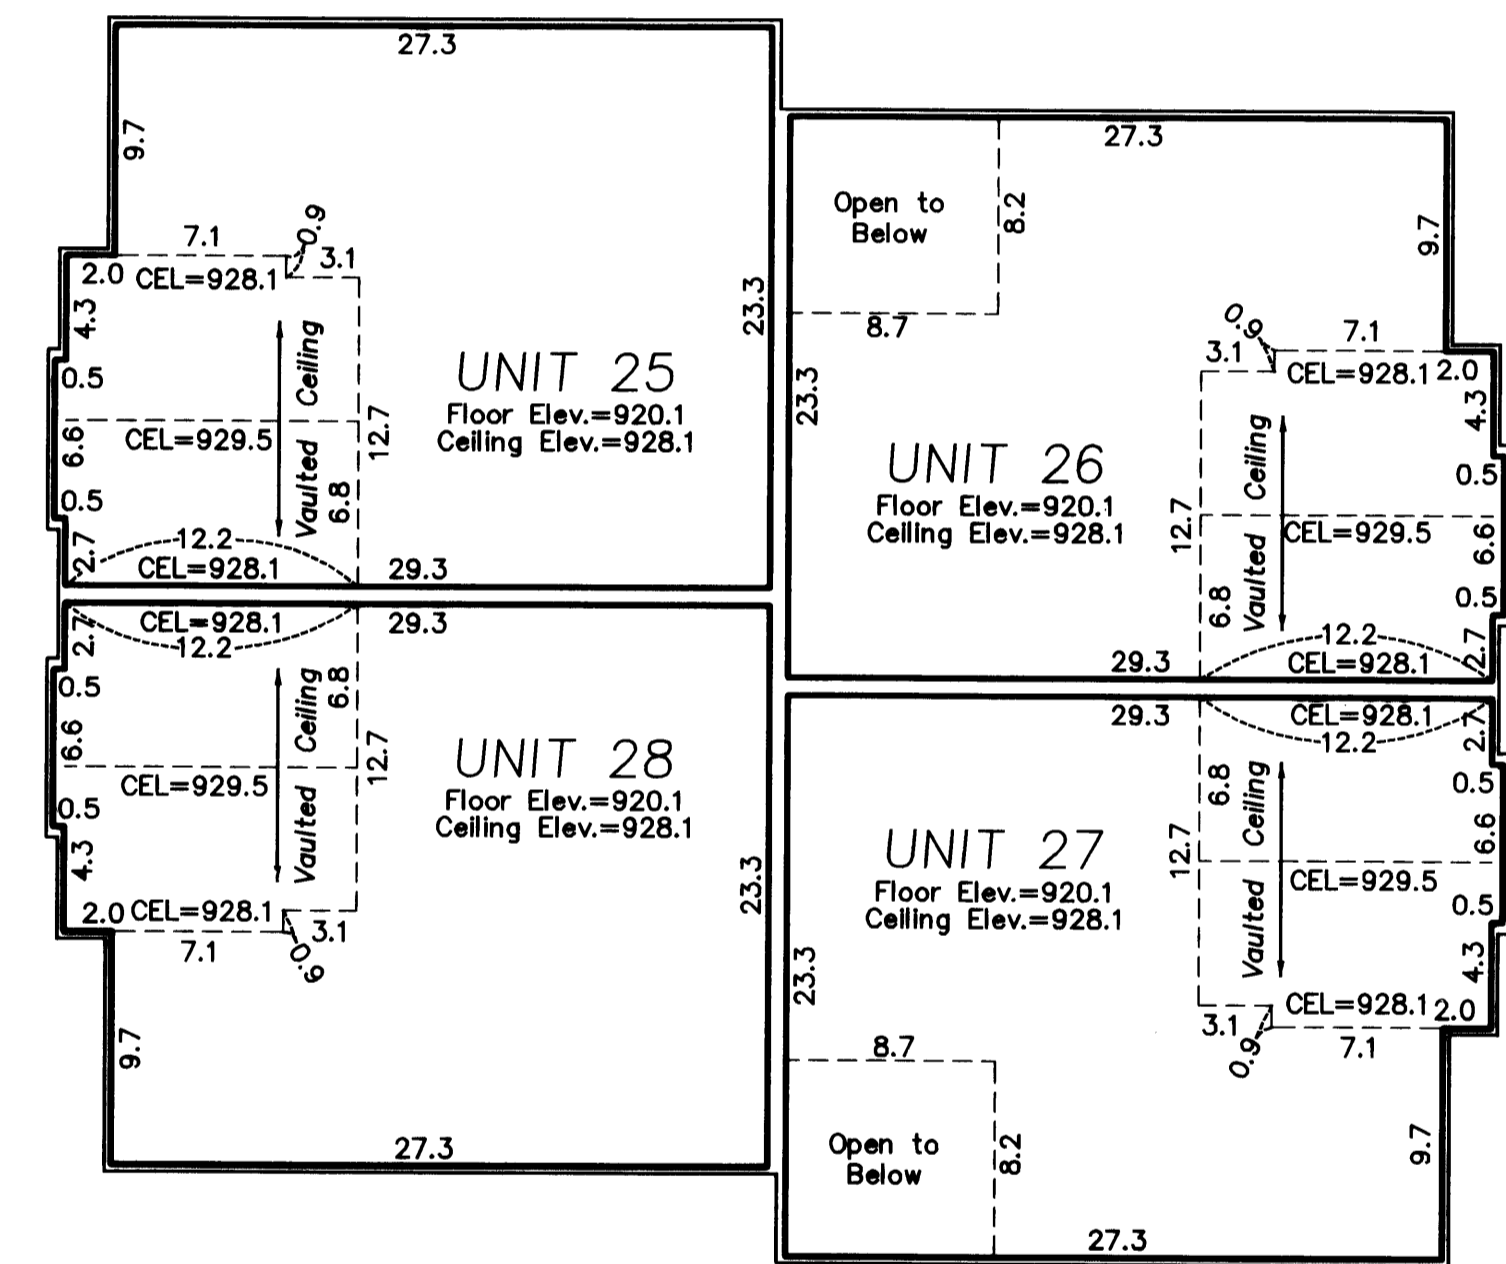 27.3
9.7
7.1
0.9
3.1
2.0
CEL=928.1
4.3
0.5
6.6
CEL=929.5
0.5
2.7
Vaulted Ceiling
6.8
12.7
12.2
CEL=928.1
29.3
23.3
UNIT 25
Floor Elev.=920.1
Ceiling Elev.=928.1
27.3
Open to
Below
8.2
8.7
9.7
0.9
7.1
3.1
CEL=928.1
2.0
4.3
23.3
0.5
UNIT 26
Floor Elev.=920.1
Ceiling Elev.=928.1
12.7
Vaulted Ceiling
CEL=929.5
6.6
6.8
0.5
12.2
2.7
29.3
CEL=928.1
CEL=928.1
29.3
2.7
12.2
0.5
6.8
6.6
Vaulted Ceiling
12.7
CEL=929.5
0.5
UNIT 28
Floor Elev.=920.1
Ceiling Elev.=928.1
4.3
23.3
2.0
CEL=928.1
3.1
7.1
0.9
9.7
27.3
29.3
CEL=928.1
2.7
12.2
0.5
6.8
Vaulted Ceiling
6.6
12.7
UNIT 27
Floor Elev.=920.1
Ceiling Elev.=928.1
CEL=929.5
0.5
4.3
23.3
CEL=928.1
2.0
3.1
7.1
0.9
8.7
Open to
Below
8.2
9.7
27.3